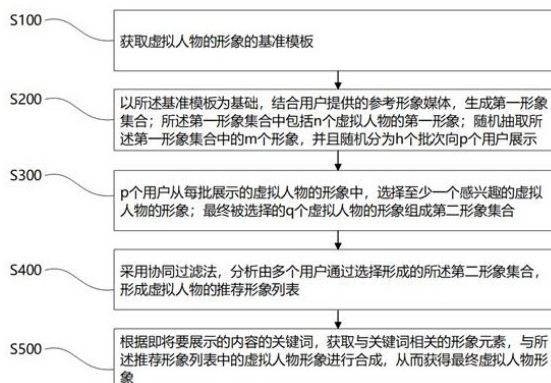 S100
获取虚拟人物的形象的基准模板
S200
以所述基准模板为基础，结合用户提供的参考形象媒体，生成第一形象
集合；所述第一形象集合中包括n个虚拟人物的第一形象；随机抽取所
述第一形象集合中的m个形象，并且随机分为h个批次向p个用户展示
S300
p个用户从每批展示的虚拟人物的形象中，选择至少一个感兴趣的虚拟
人物的形象；最终被选择的q个虚拟人物的形象组成第二形象集合
S400
采用协同过滤法，分析由多个用户通过选择形成的所述第二形象集合，
形成虚拟人物的推荐形象列表
S500
根据即将要展示的内容的关键词，获取与关键词相关的形象元素，与所
述推荐形象列表中的虚拟人物形象进行合成，从而获得最终虚拟人物形
象